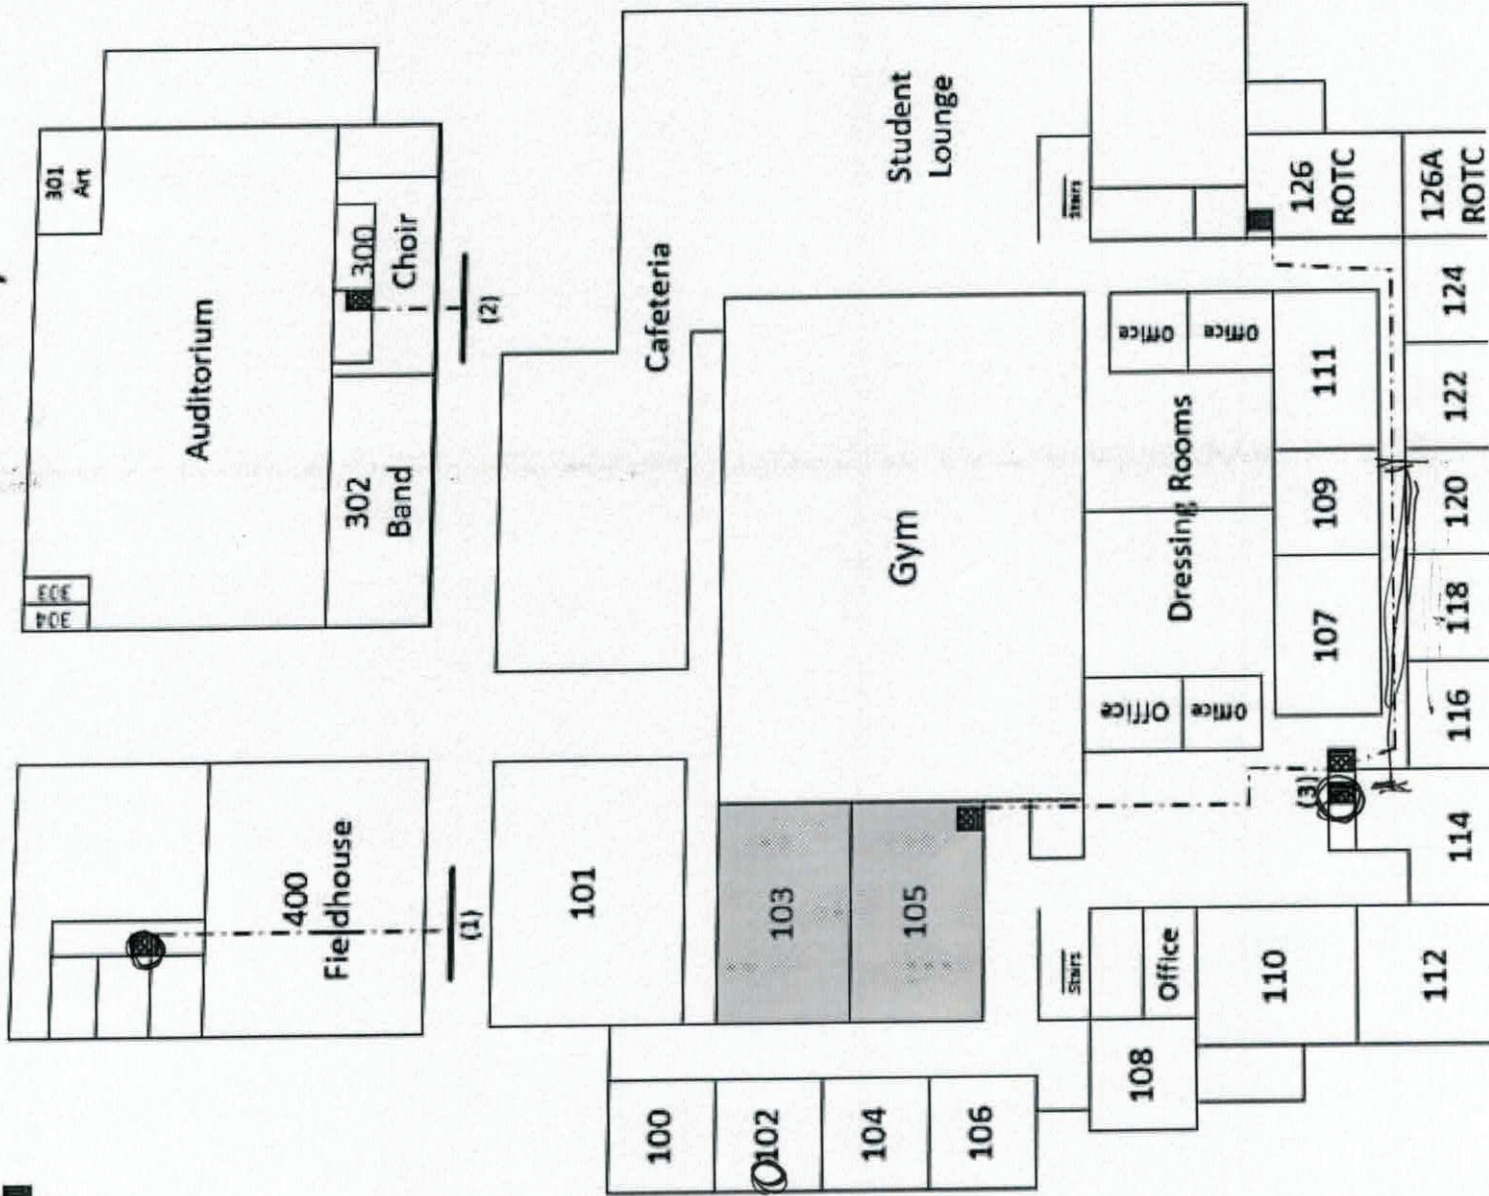 301
Art
Auditorium
300
Choir
302
Band
303
304
(2)
Student
Lounge
Cafeteria
Stairs
126
ROTC
126A
ROTC
Gym
Office
Office
Dressing Rooms
Office
Office
111
109
107
124
122
120
118
116
114
(3)
400
Fieldhouse
(1)
101
103
105
Stairs
Office
110
112
108
100
102
104
106